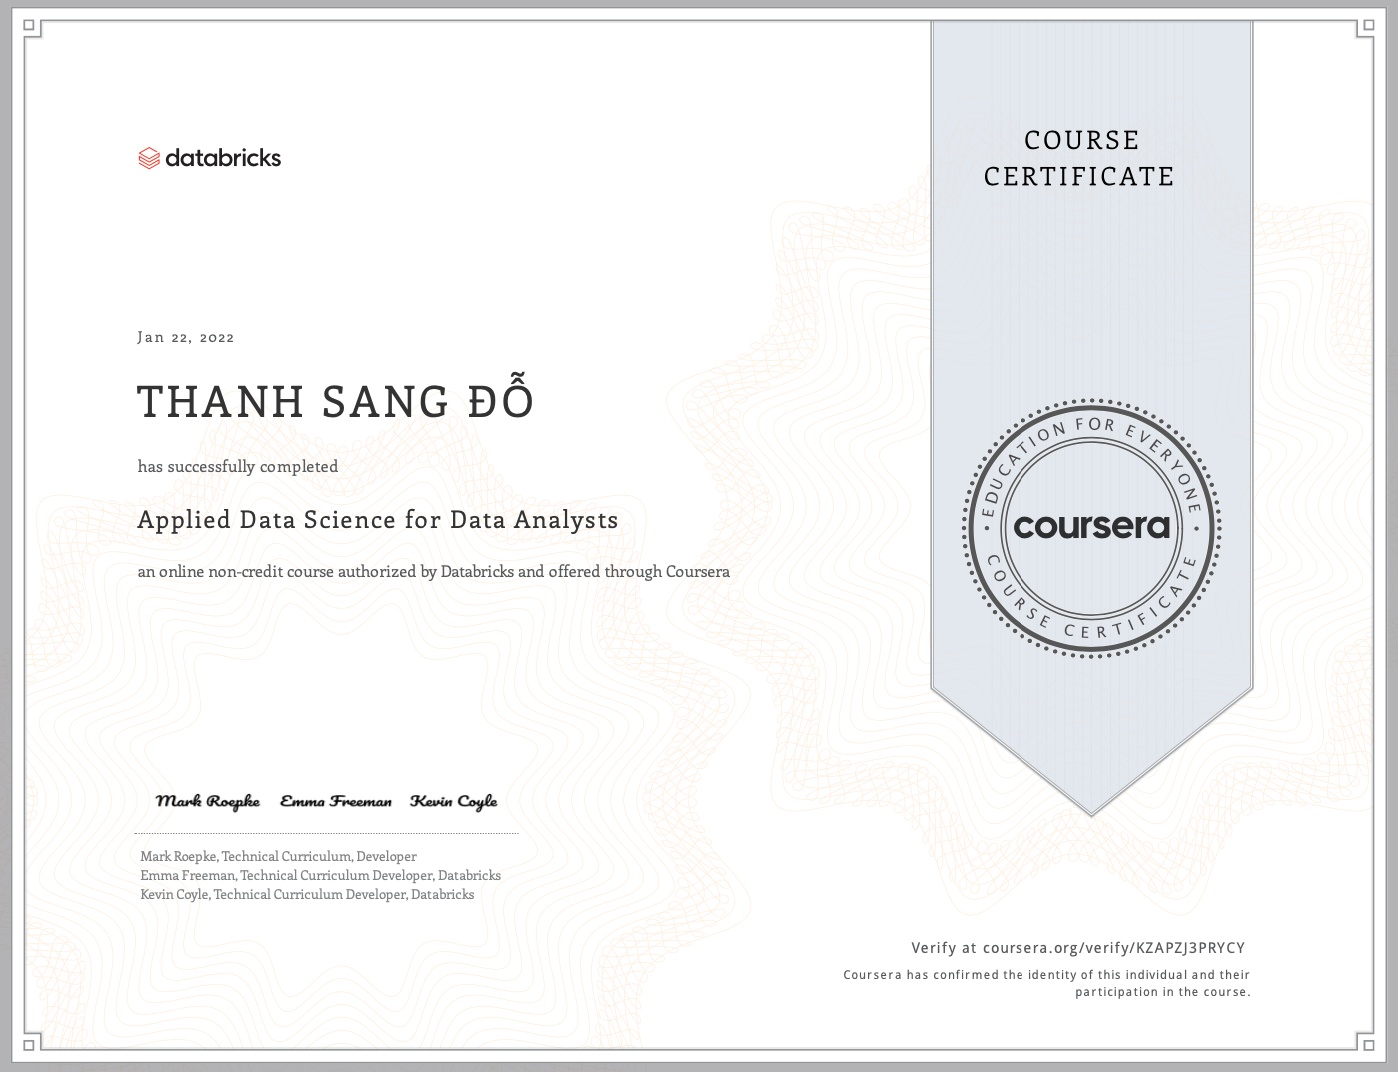 databricks
COURSE
CERTIFICATE
Jan 22, 2022
THANH SANG ĐỖ
has successfully completed
Applied Data Science for Data Analysts
an online non-credit course authorized by Databricks and offered through Coursera
EDUCATION FOR EVERYONE
coursera
COURSE CERTIFICATE
Mark Roepke Emma Freeman Kevin Coyle
Mark Roepke, Technical Curriculum, Developer
Emma Freeman, Technical Curriculum Developer, Databricks
Kevin Coyle, Technical Curriculum Developer, Databricks
Verify at coursera.org/verify/KZAPZJ3PRYCY
Coursera has confirmed the identity of this individual and their
participation in the course.